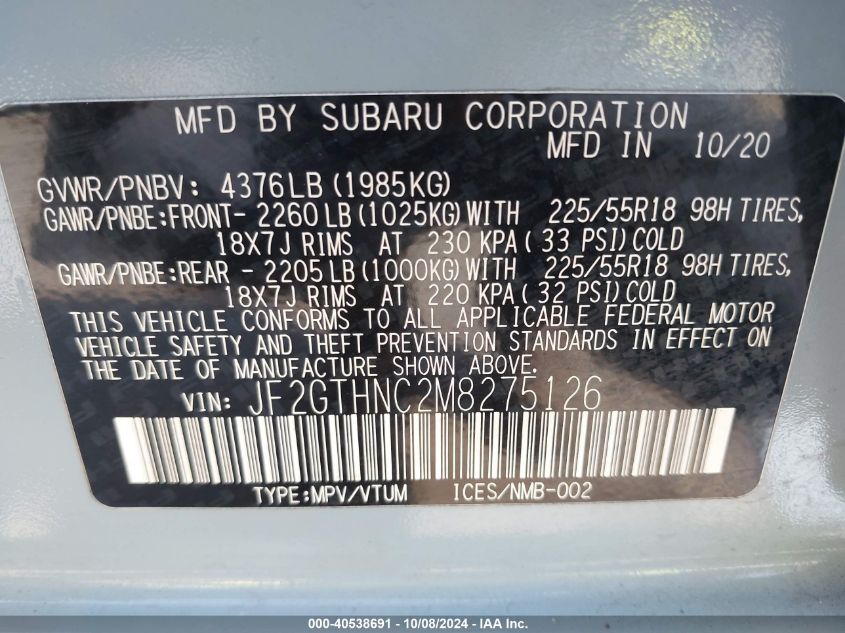 MFD BY SUBARU CORPORATION
MFD IN 10/20
GVWR/PNBV: 4376LB (1985KG)
GAWR/PNBE:FRONT- 2260 LB (1025KG) WITH 225/55R18 98H TIRES,
18X7J RIMS AT 230 KPA ( 33 PSI) COLD
GAWR/PNBE:REAR - 2205 LB (1000KG) WITH 225/55R18 98H TIRES,
18X7J RIMS AT 220 KPA ( 32 PSI) COLD
THIS VEHICLE CONFORMS TO ALL APPLICABLE FEDERAL MOTOR
VEHICLE SAFETY AND THEFT PREVENTION STANDARDS IN EFFECT ON
THE DATE OF MANUFACTURE SHOWN ABOVE.
VIN: JF2GTHNC2M8275126
TYPE:MPV/VTUM ICES/NMB-002
000-40538691 - 10/08/2024 - IAA Inc.